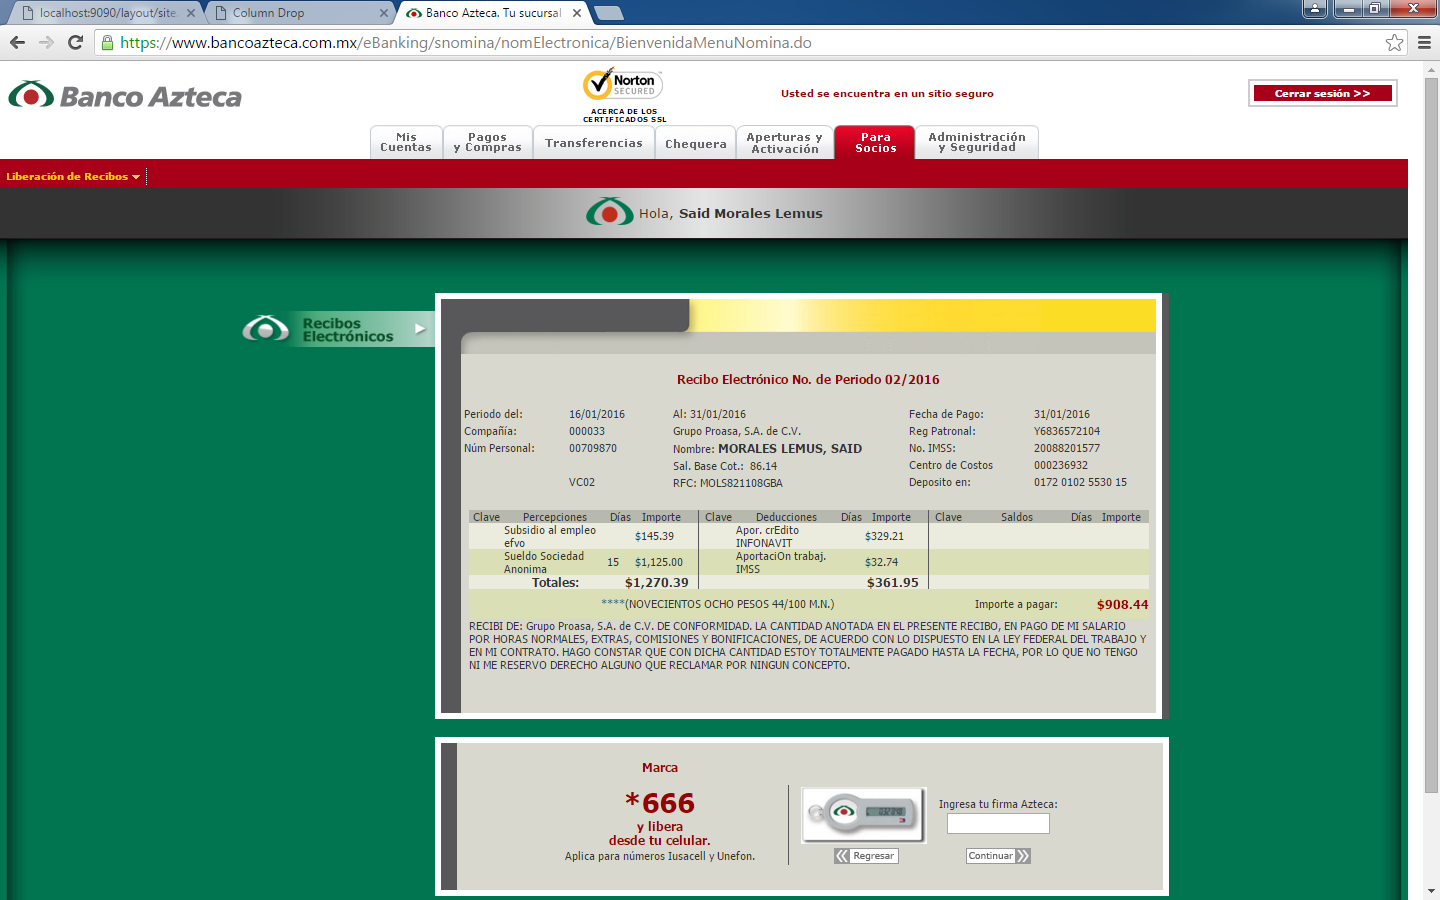 localhost:9090/layout/site.
Column Drop
Banco Azteca. Tu sucursal
https://www.bancoazteca.com.mx/eBanking/snomina/nomElectronica/BienvenidaMenuNomina.do
Banco Azteca
Norton
SECURED
ACERCA DE LOS
CERTIFICADOS SSL
Usted se encuentra en un sitio seguro
Cerrar sesión >>
Mis Cuentas
Pagos y Compras
Transferencias
Chequera
Aperturas y Activación
Para Socios
Administración y Seguridad
Liberación de Recibos
Hola, Said Morales Lemus
Recibos
Electrónicos
Recibo Electrónico No. de Periodo 02/2016
Periodo del: 16/01/2016 Al: 31/01/2016 Fecha de Pago: 31/01/2016
Compañía: 000033 Grupo Proasa, S.A. de C.V. Reg Patronal: Y6836572104
Núm Personal: 00709870 Nombre: MORALES LEMUS, SAID No. IMSS: 20088201577
Sal. Base Cot.: 86.14 Centro de Costos 000236932
VC02 RFC: MOLS821108GBA Deposito en: 0172 0102 5530 15
Clave Percepciones Días Importe Clave Deducciones Días Importe Clave Saldos Días Importe
Subsidio al empleo efvo $145.39 Apor. crEdito INFONAVIT $329.21
Sueldo Sociedad Anonima 15 $1,125.00 AportaciOn trabaj. IMSS $32.74
Totales: $1,270.39 $361.95
****(NOVECIENTOS OCHO PESOS 44/100 M.N.) Importe a pagar: $908.44
RECIBI DE: Grupo Proasa, S.A. de C.V. DE CONFORMIDAD. LA CANTIDAD ANOTADA EN EL PRESENTE RECIBO, EN PAGO DE MI SALARIO
POR HORAS NORMALES, EXTRAS, COMISIONES Y BONIFICACIONES, DE ACUERDO CON LO DISPUESTO EN LA LEY FEDERAL DEL TRABAJO Y
EN MI CONTRATO. HAGO CONSTAR QUE CON DICHA CANTIDAD ESTOY TOTALMENTE PAGADO HASTA LA FECHA, POR LO QUE NO TENGO
NI ME RESERVO DERECHO ALGUNO QUE RECLAMAR POR NINGUN CONCEPTO.
Marca
*666
y libera
desde tu celular.
Aplica para números Iusacell y Unefon.
Ingresa tu firma Azteca:
Regresar
Continuar